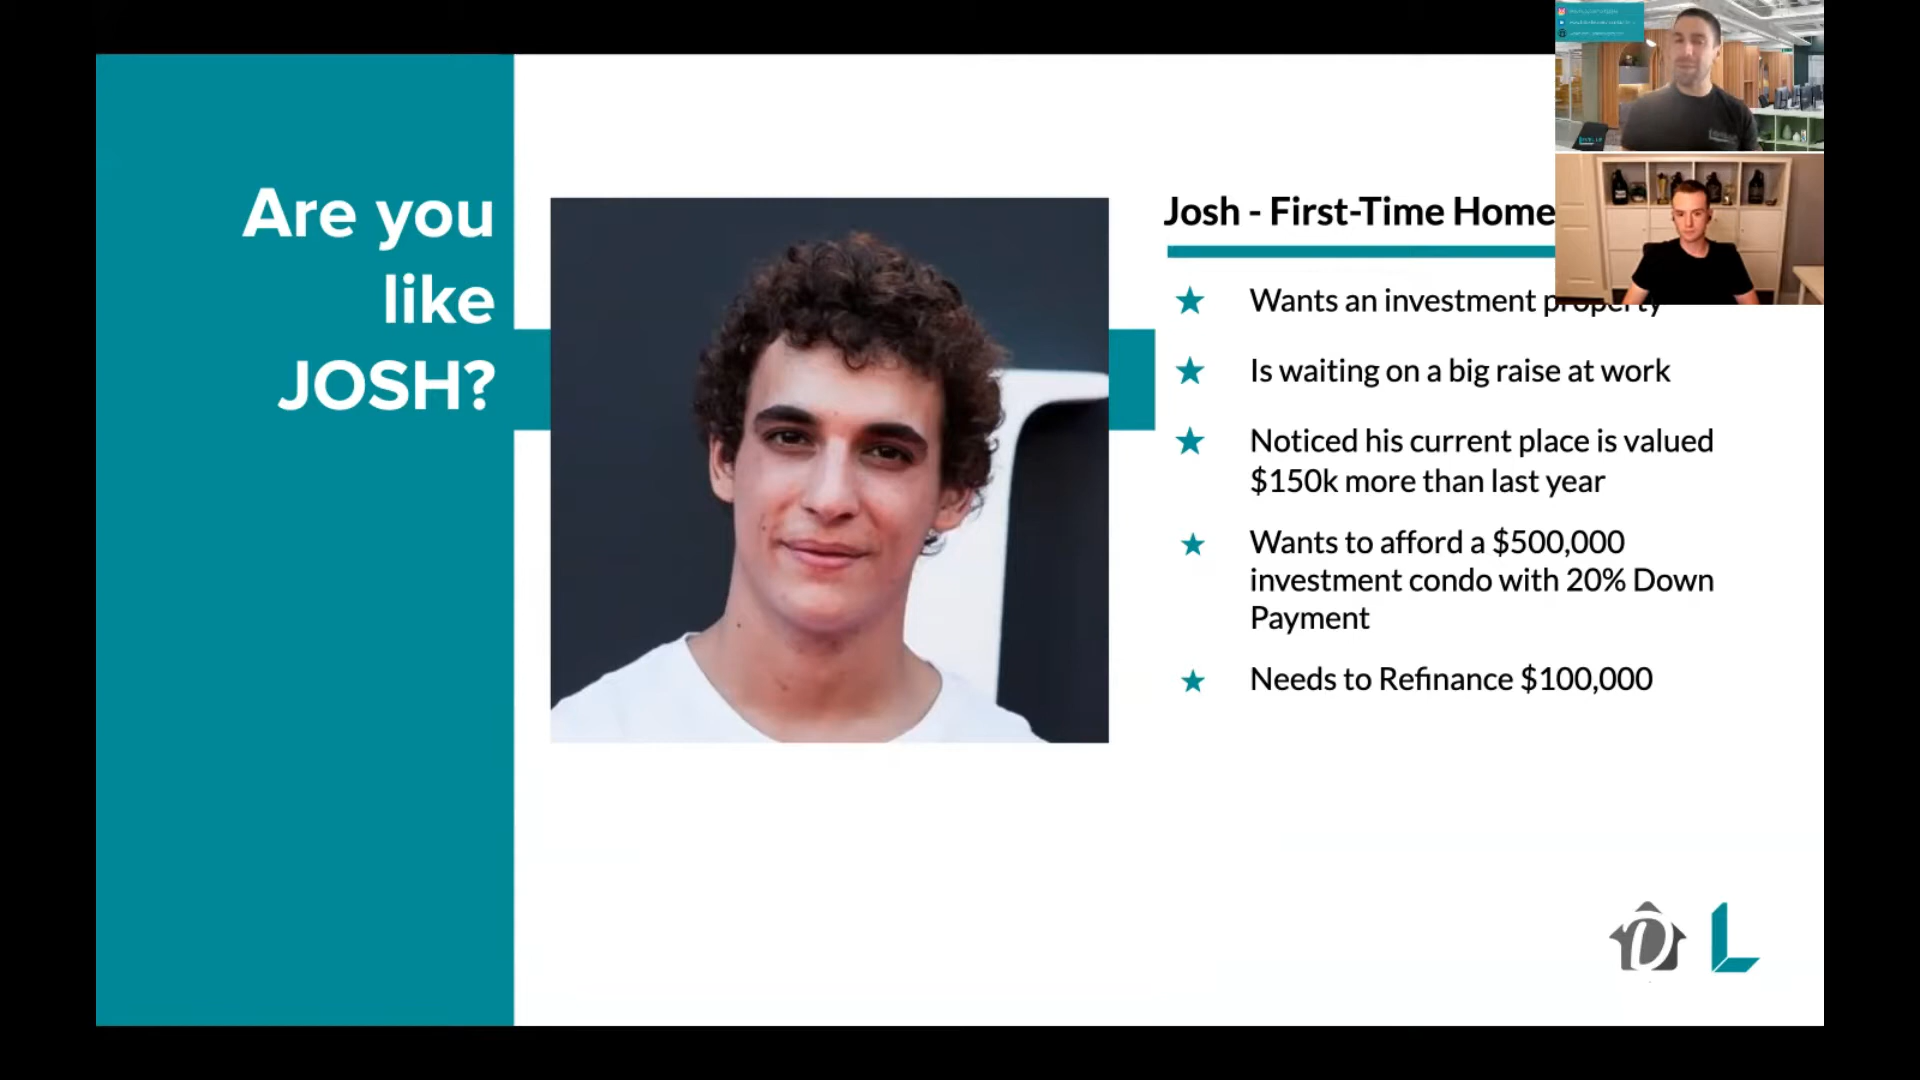 Are you
like
JOSH?
Josh - First-Time Home
Wants an investment property
Is waiting on a big raise at work
Noticed his current place is valued
$150k more than last year
Wants to afford a $500,000
investment condo with 20% Down
Payment
Needs to Refinance $100,000